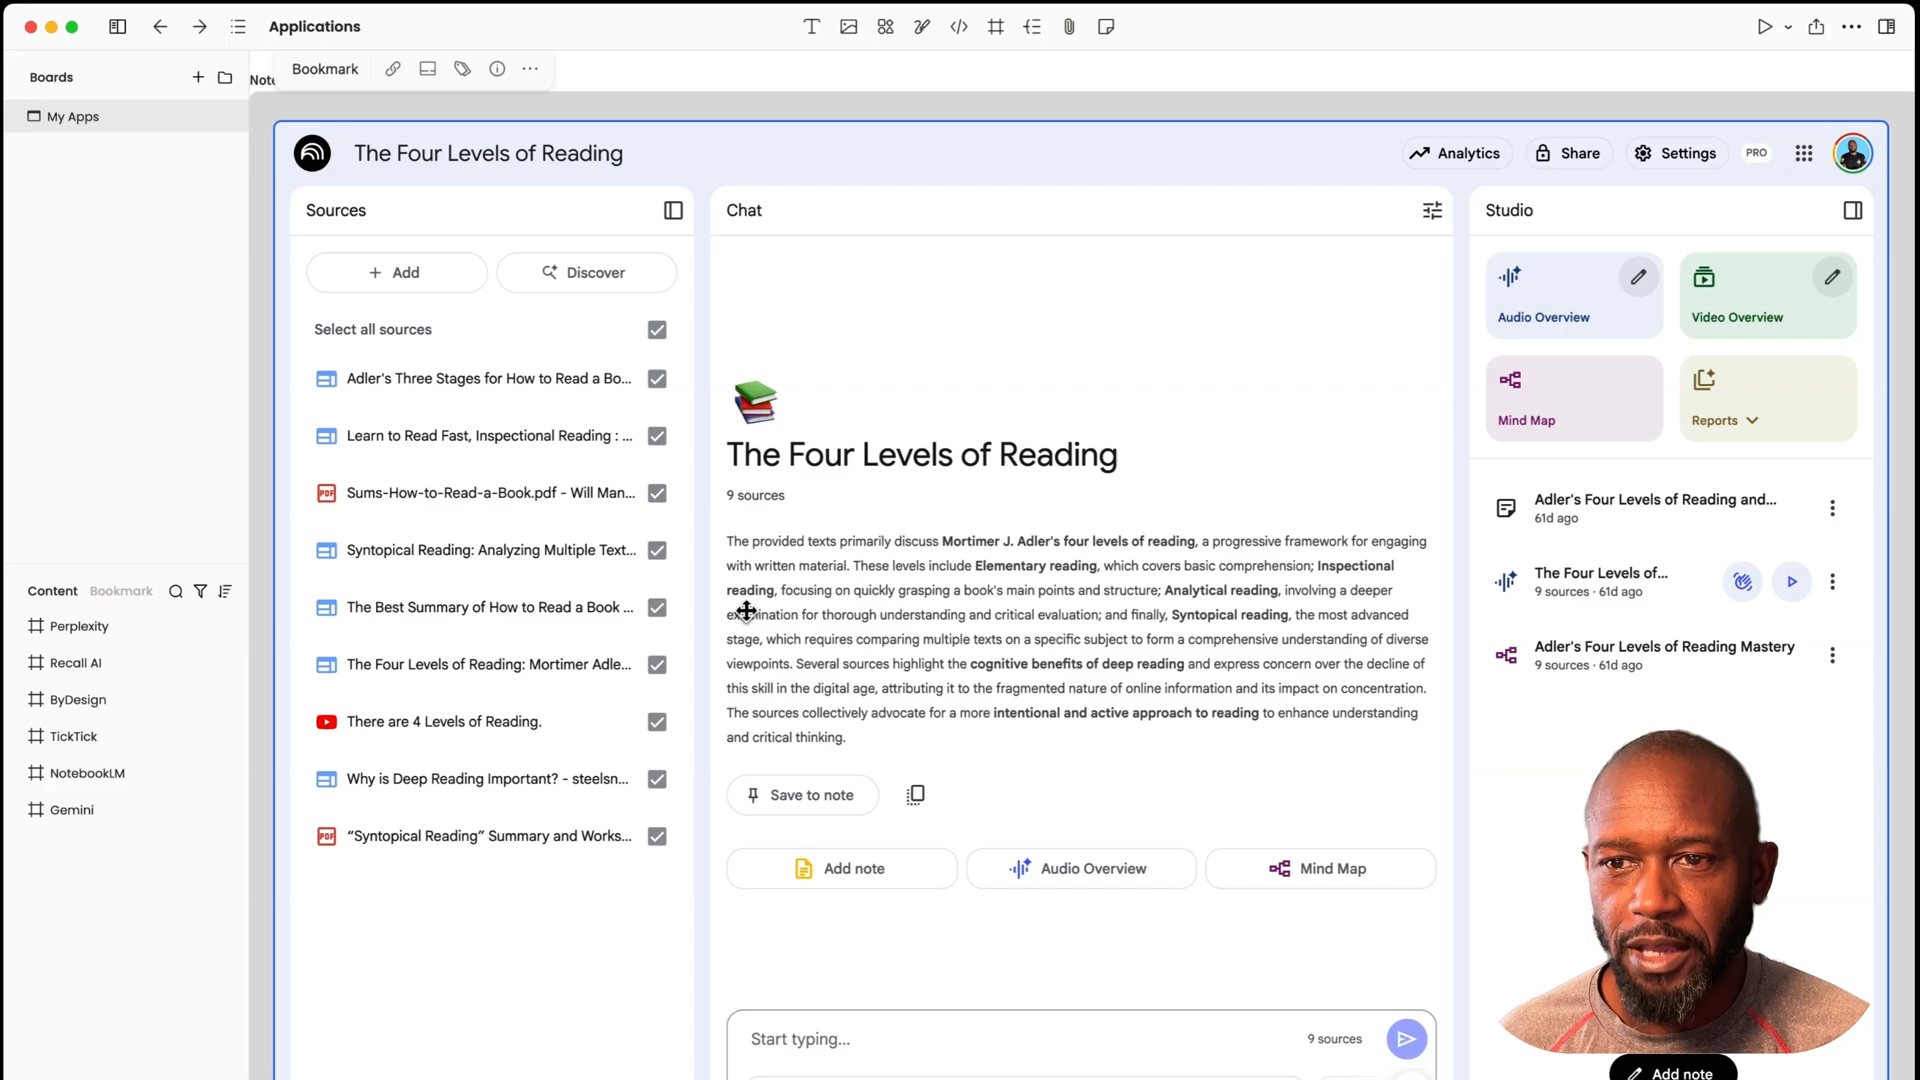 Applications
Boards
My Apps
Bookmark
The Four Levels of Reading
Analytics
Share
Settings
PRO
Sources
Add
Discover
Select all sources
Adler's Three Stages for How to Read a Bo...
Learn to Read Fast, Inspectional Reading : ...
PDF
Sums-How-to-Read-a-Book.pdf - Will Man...
Syntopical Reading: Analyzing Multiple Text...
The Best Summary of How to Read a Book ...
The Four Levels of Reading: Mortimer Adle...
There are 4 Levels of Reading.
Why is Deep Reading Important? - steelsn...
PDF
“Syntopical Reading” Summary and Works...
Chat
The Four Levels of Reading
9 sources
The provided texts primarily discuss Mortimer J. Adler's four levels of reading, a progressive framework for engaging
with written material. These levels include Elementary reading, which covers basic comprehension; Inspectional
reading, focusing on quickly grasping a book's main points and structure; Analytical reading, involving a deeper
examination for thorough understanding and critical evaluation; and finally, Syntopical reading, the most advanced
stage, which requires comparing multiple texts on a specific subject to form a comprehensive understanding of diverse
viewpoints. Several sources highlight the cognitive benefits of deep reading and express concern over the decline of
this skill in the digital age, attributing it to the fragmented nature of online information and its impact on concentration.
The sources collectively advocate for a more intentional and active approach to reading to enhance understanding
and critical thinking.
Save to note
Add note
Audio Overview
Mind Map
Start typing...
9 sources
Studio
Audio Overview
Video Overview
Mind Map
Reports
Adler's Four Levels of Reading and...
61d ago
The Four Levels of...
9 sources · 61d ago
Adler's Four Levels of Reading Mastery
9 sources · 61d ago
Add note
Content
Bookmark
Perplexity
Recall AI
ByDesign
TickTick
NotebookLM
Gemini